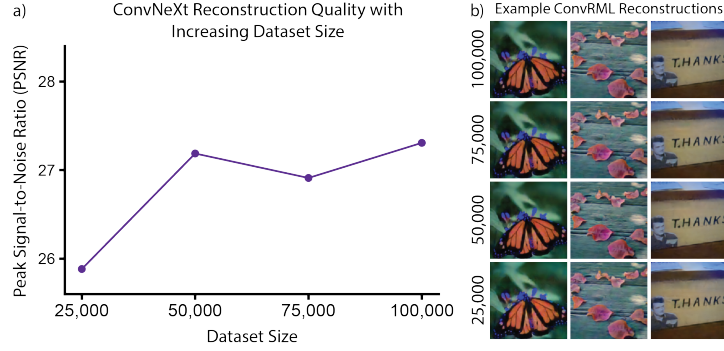 a)
ConvNeXt Reconstruction Quality with
Increasing Dataset Size
Peak Signal-to-Noise Ratio (PSNR)
28
27
26
25,000
50,000
75,000
100,000
Dataset Size
b)
Example ConvRML Reconstructions
100,000
T.HANKS
75,000
T.HANKS
50,000
T.HANKS
25,000
T.HANKS